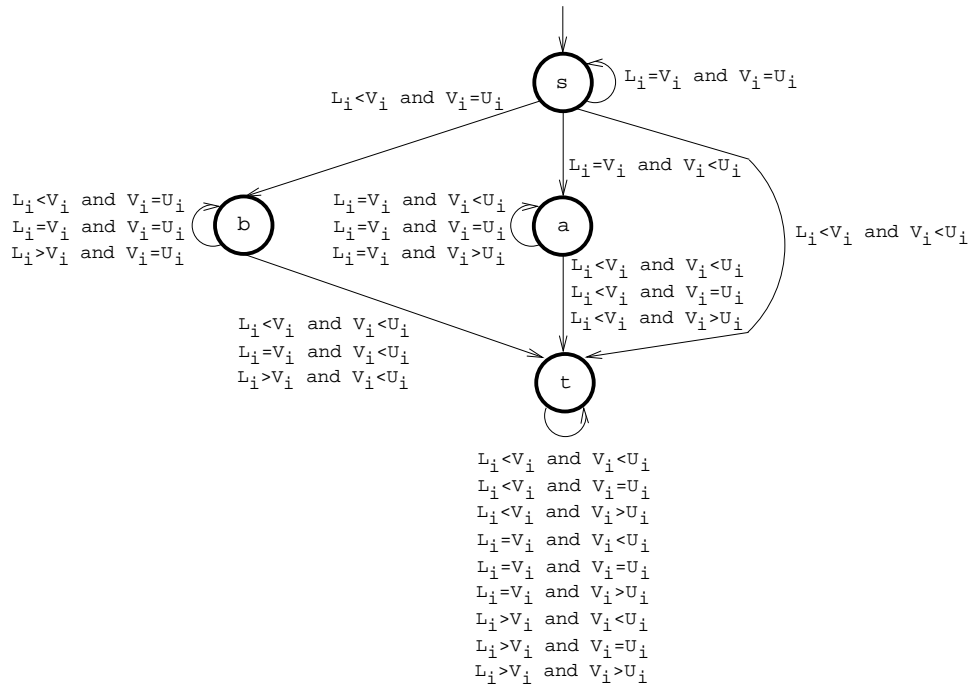 s
L_i=V_i and V_i=U_i
L_i<V_i and V_i=U_i
L_i=V_i and V_i<U_i
L_i<V_i and V_i=U_i
L_i=V_i and V_i=U_i
L_i>V_i and V_i=U_i
b
L_i=V_i and V_i<U_i
L_i=V_i and V_i=U_i
L_i=V_i and V_i>U_i
a
L_i<V_i and V_i<U_i
L_i<V_i and V_i<U_i
L_i<V_i and V_i=U_i
L_i<V_i and V_i>U_i
L_i<V_i and V_i<U_i
L_i=V_i and V_i<U_i
L_i>V_i and V_i<U_i
t
L_i<V_i and V_i<U_i
L_i<V_i and V_i=U_i
L_i<V_i and V_i>U_i
L_i=V_i and V_i<U_i
L_i=V_i and V_i=U_i
L_i=V_i and V_i>U_i
L_i>V_i and V_i<U_i
L_i>V_i and V_i=U_i
L_i>V_i and V_i>U_i